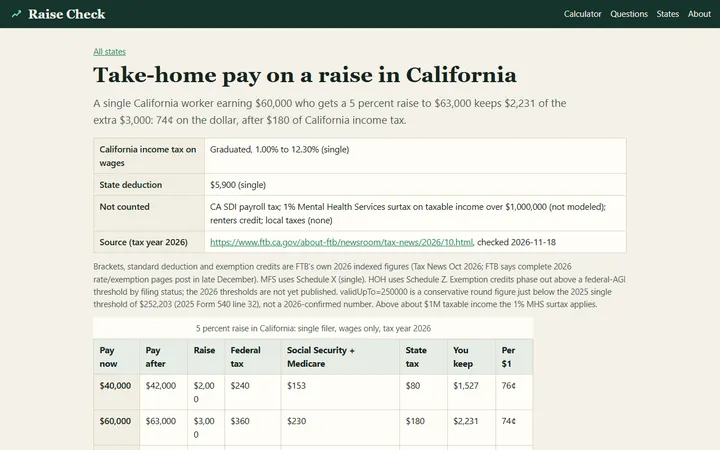 Raise Check
Calculator Questions States About
All states
Take-home pay on a raise in California
A single California worker earning $60,000 who gets a 5 percent raise to $63,000 keeps $2,231 of the
extra $3,000: 74¢ on the dollar, after $180 of California income tax.
California income tax on
wages
Graduated, 1.00% to 12.30% (single)
State deduction
$5,900 (single)
Not counted
CA SDI payroll tax; 1% Mental Health Services surtax on taxable income over $1,000,000 (not modeled);
renters credit; local taxes (none)
Source (tax year 2026)
https://www.ftb.ca.gov/about-ftb/newsroom/tax-news/2026/10.html, checked 2026-11-18
Brackets, standard deduction and exemption credits are FTB's own 2026 indexed figures (Tax News Oct 2026; FTB says complete 2026
rate/exemption pages post in late December). MFS uses Schedule X (single). HOH uses Schedule Z. Exemption credits phase out above a federal-AGI
threshold by filing status; the 2026 thresholds are not yet published. validUpTo=250000 is a conservative round figure just below the 2025 single
threshold of $252,203 (2025 Form 540 line 32), not a 2026-confirmed number. Above about $1M taxable income the 1% MHS surtax applies.
5 percent raise in California: single filer, wages only, tax year 2026
Pay now Pay after Raise Federal tax Social Security + Medicare State tax You keep Per $1
$40,000 $42,000 $2,000 $240 $153 $80 $1,527 76¢
$60,000 $63,000 $3,000 $360 $230 $180 $2,231 74¢